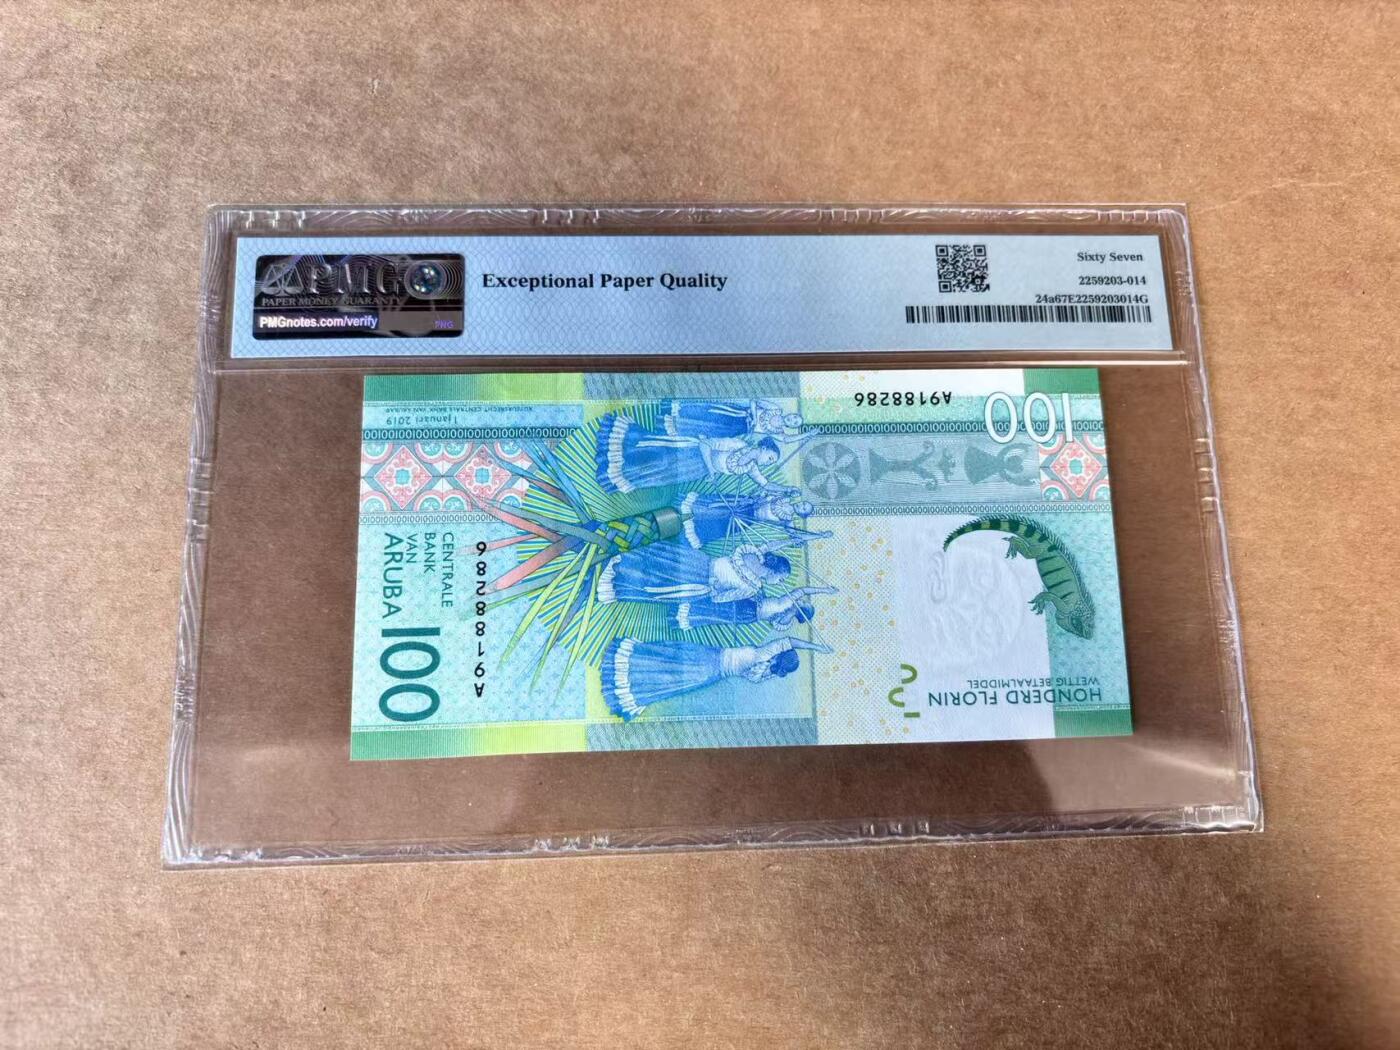 PMG
PAPER MONEY GUARANTY
PMGnotes.com/verify
PMG
Exceptional Paper Quality
Sixty Seven
2259203-014
24a67E2259203014G
A9188286
100
1 januari 2019
CENTRALE
BANK
VAN
ARUBA
100
A9188286
HONDERD FLORIN
WETTIG BETAALMIDDEL